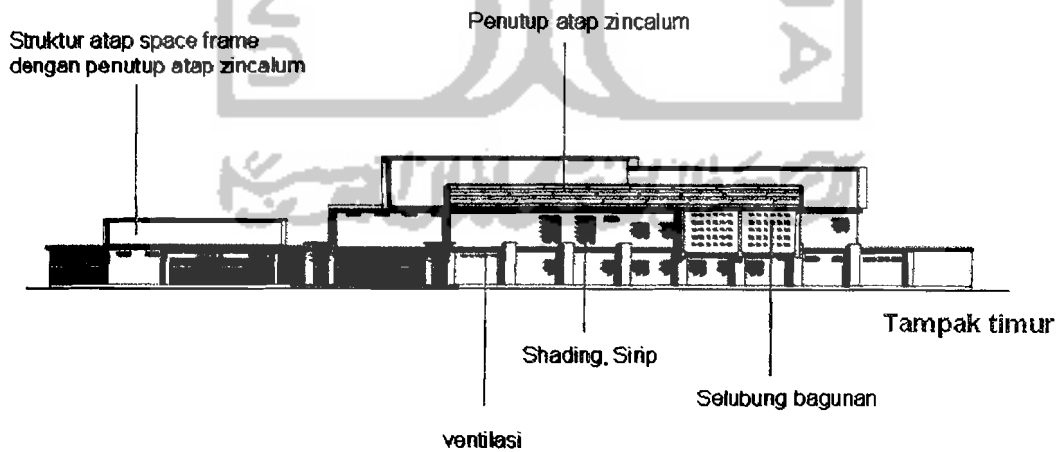 Penutup atap zincalum
Struktur atap space frame
dengan penutup atap zincalum
Tampak timur
Shading, Sirip
Selubung bagunan
ventilasi